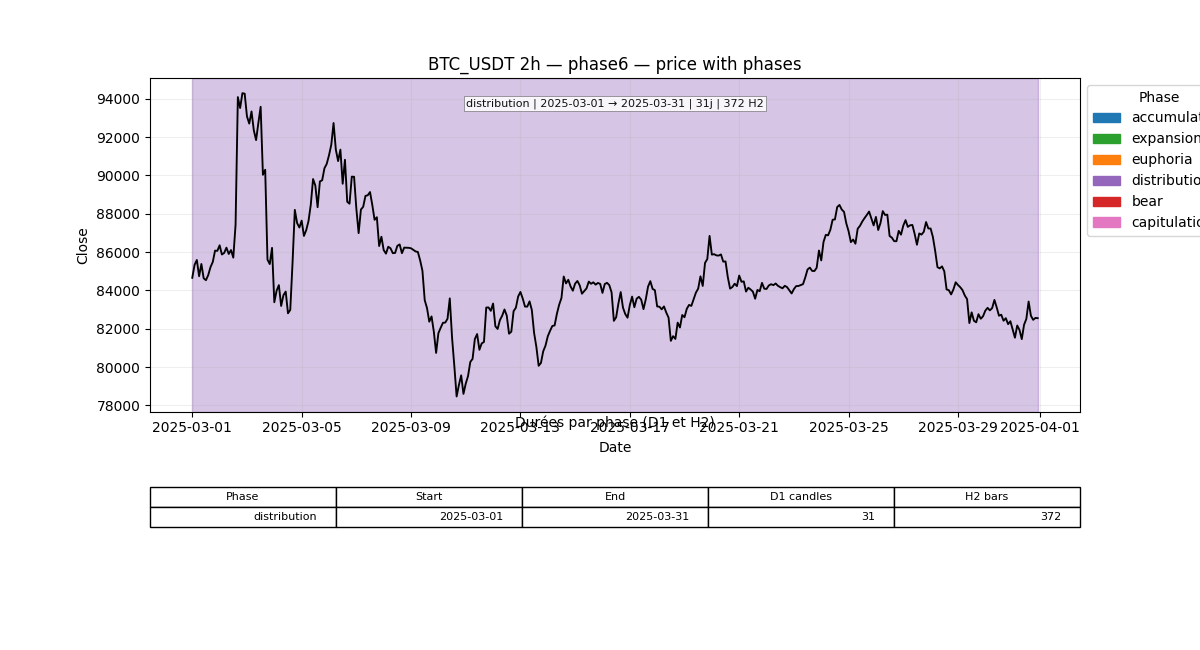 BTC_USDT 2h — phase6 — price with phases
distribution | 2025-03-01 → 2025-03-31 | 31j | 372 H2
Close
94000
92000
90000
88000
86000
84000
82000
80000
78000
Phase
accumulat
expansion
euphoria
distributio
bear
capitulatio
Durées par phase (D1 et H2)
2025-03-01 2025-03-05 2025-03-09 2025-03-13 2025-03-17 2025-03-21 2025-03-25 2025-03-29 2025-04-01
Date
Phase Start End D1 candles H2 bars
distribution 2025-03-01 2025-03-31 31 372